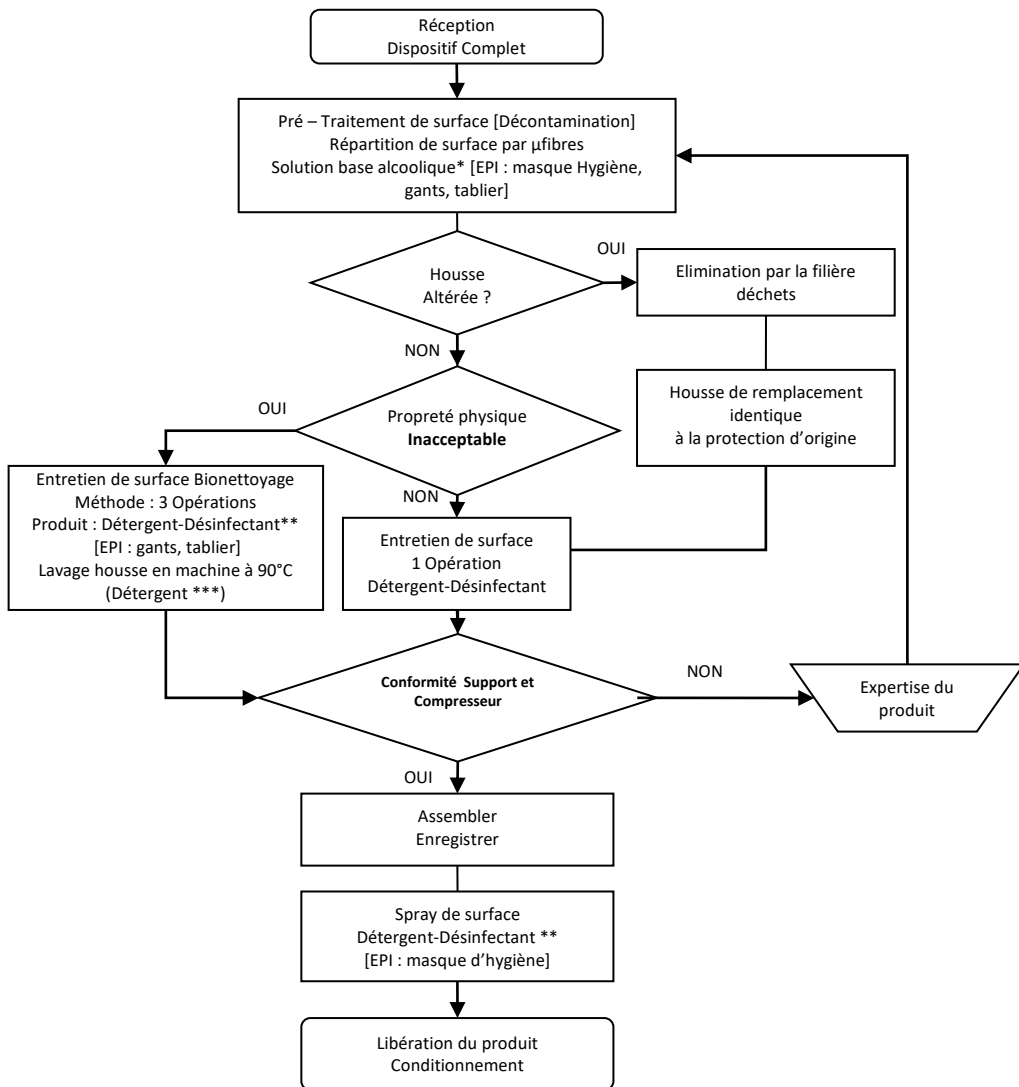 Réception
Dispositif Complet
Pré – Traitement de surface [Décontamination]
Répartition de surface par µfibres
Solution base alcoolique* [EPI : masque Hygiène,
gants, tablier]
OUI
Housse
Altérée ?
Elimination par la filière
déchets
NON
Housse de remplacement
identique
à la protection d’origine
OUI
Propreté physique
Inacceptable
Entretien de surface Bionettoyage
Méthode : 3 Opérations
Produit : Détergent-Désinfectant**
[EPI : gants, tablier]
Lavage housse en machine à 90°C
(Détergent ***)
NON
Entretien de surface
1 Opération
Détergent-Désinfectant
Conformité Support et
Compresseur
NON
Expertise du
produit
OUI
Assembler
Enregistrer
Spray de surface
Détergent-Désinfectant **
[EPI : masque d’hygiène]
Libération du produit
Conditionnement